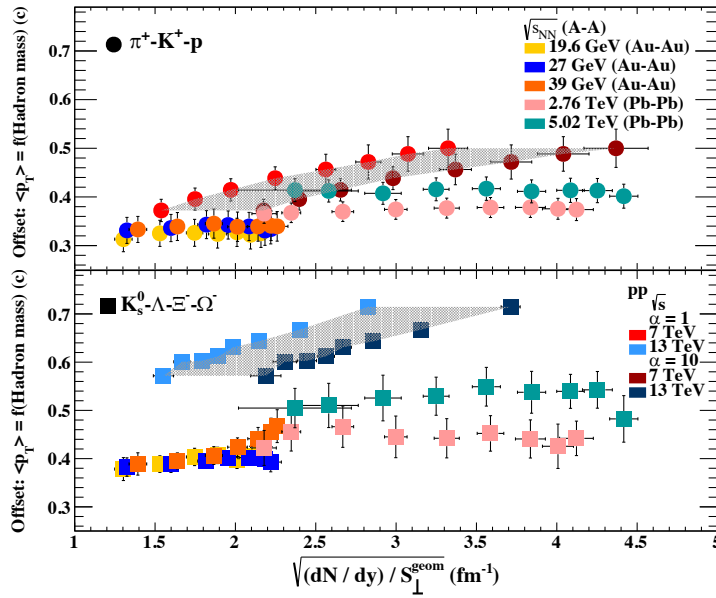 Offset: <p_T> = f(Hadron mass) (c)
0.7
0.6
0.5
0.4
0.3
π⁺-K⁺-p
√s_NN (A-A)
19.6 GeV (Au-Au)
27 GeV (Au-Au)
39 GeV (Au-Au)
2.76 TeV (Pb-Pb)
5.02 TeV (Pb-Pb)
Offset: <p_T> = f(Hadron mass) (c)
0.7
0.6
0.5
0.4
0.3
K_s^0-Λ-Ξ⁻-Ω⁻
pp
√s
α = 1
7 TeV
13 TeV
α = 10
7 TeV
13 TeV
1 1.5 2 2.5 3 3.5 4 4.5 5
√(dN / dy) / S_⊥^geom (fm⁻¹)